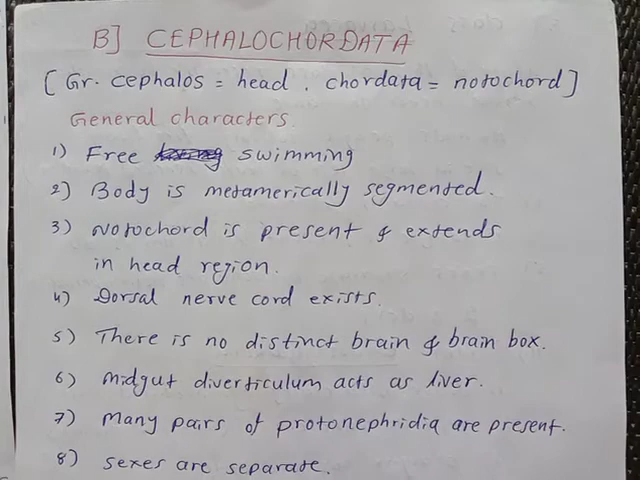 B] CEPHALOCHORDATA
[Gr. cephalos = head. chordata = notochord]
General characters.
1) Free swimming
2) Body is metamerically segmented.
3) Notochord is present & extends
in head region.
4) Dorsal nerve cord exists.
5) There is no distinct brain & brain box.
6) Midgut diverticulum acts as liver.
7) Many pairs of protonephridia are present.
8) Sexes are separate.